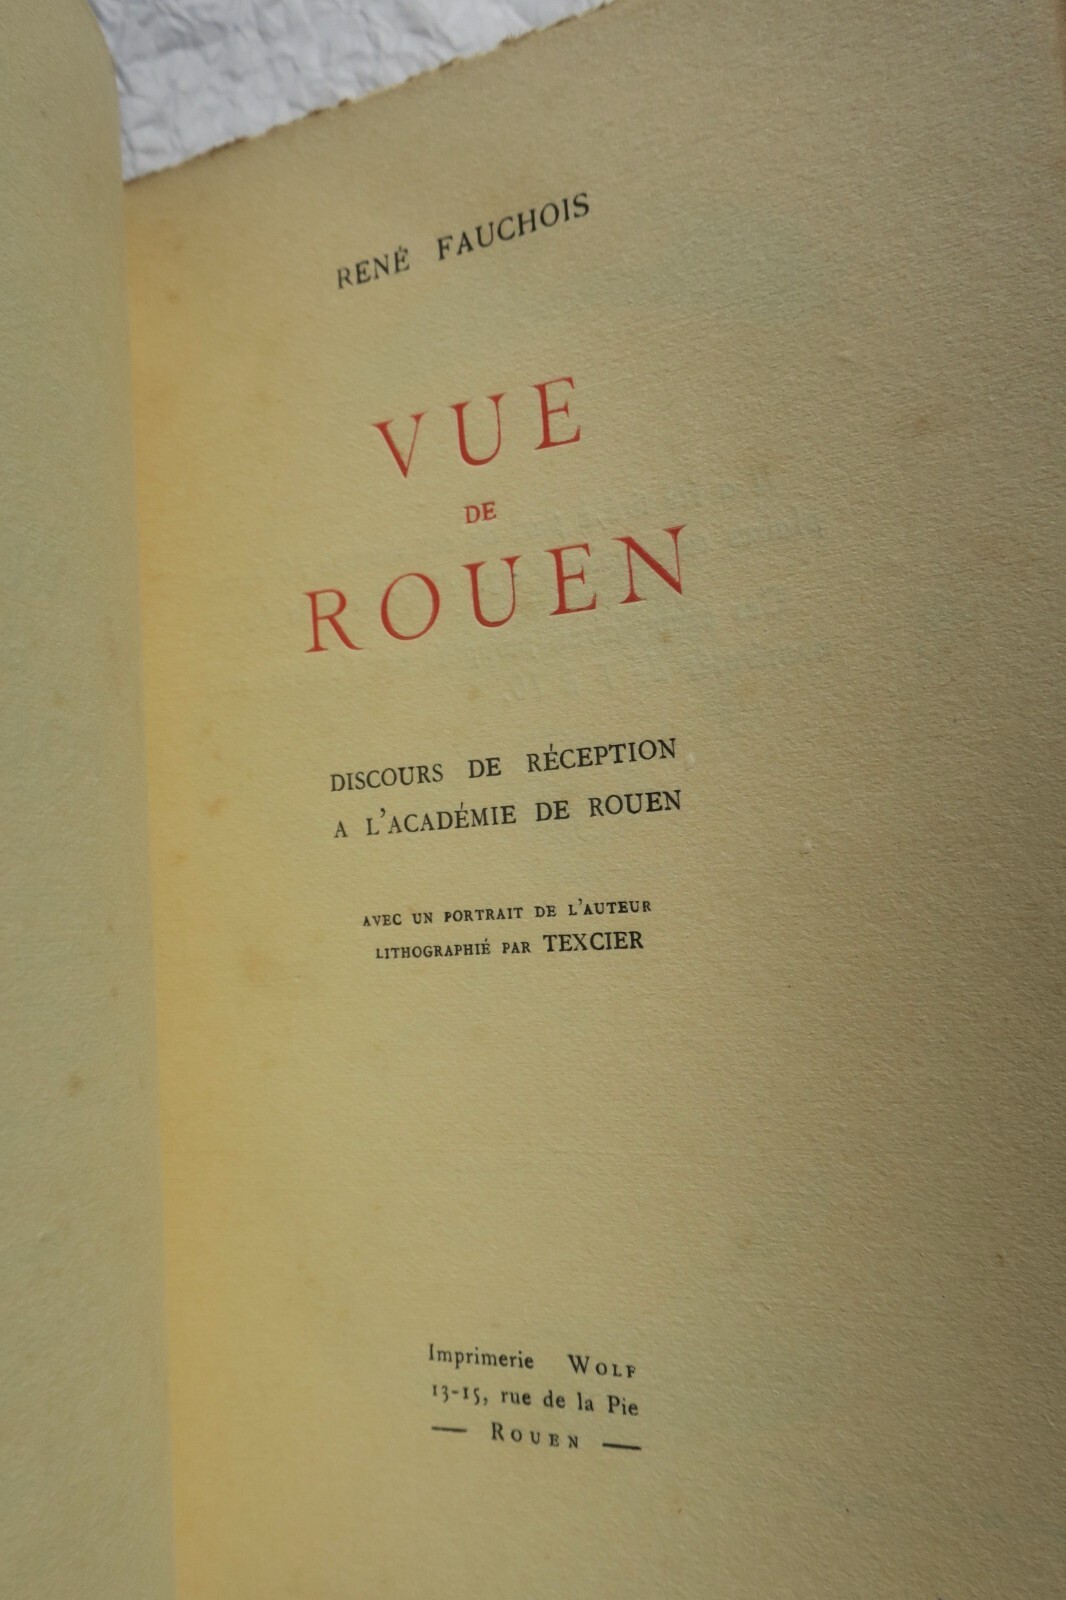 RENÉ FAUCHOIS
VUE
DE
ROUEN
DISCOURS DE RÉCEPTION
A L'ACADÉMIE DE ROUEN
AVEC UN PORTRAIT DE L'AUTEUR
LITHOGRAPHIÉ PAR TEXCIER
Imprimerie WOLF
13-15, rue de la Pie
— ROUEN —